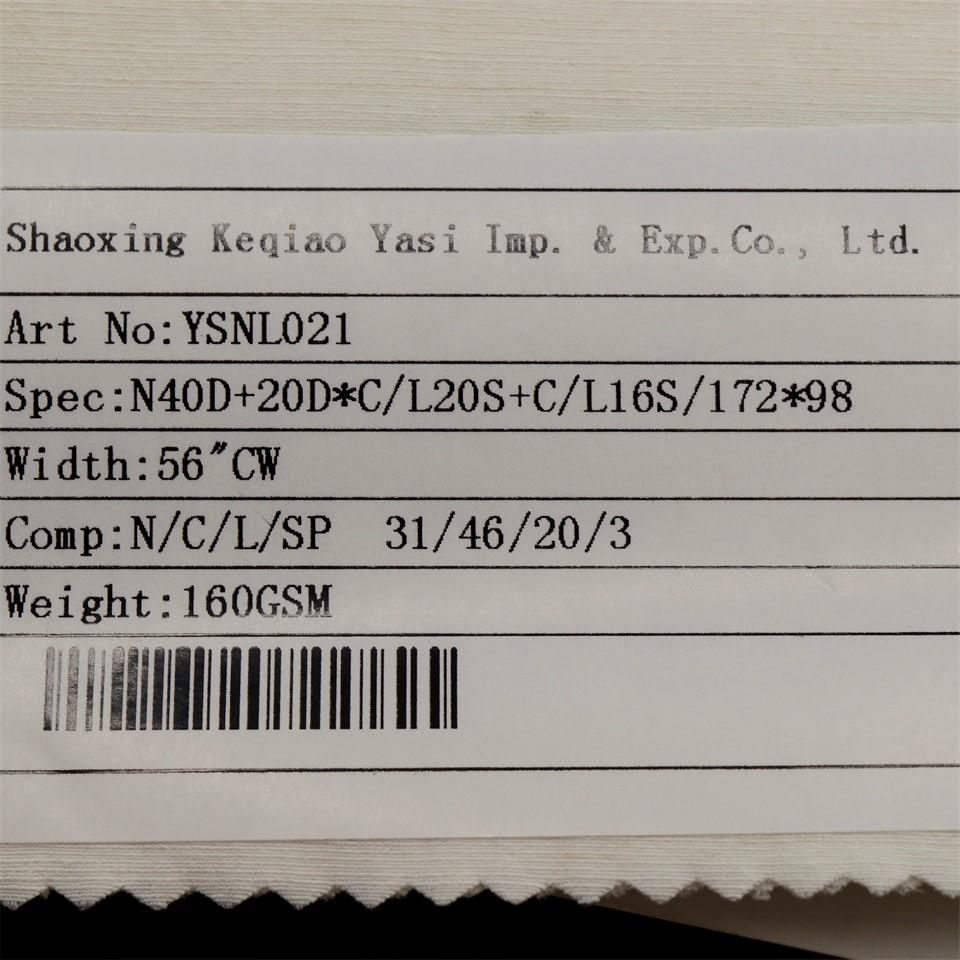 Shaoxing Keqiao Yasi Imp. & Exp.Co., Ltd.
Art No:YSNL021
Spec:N40D+20D*C/L20S+C/L16S/172*98
Width:56″CW
Comp:N/C/L/SP 31/46/20/3
Weight:160GSM